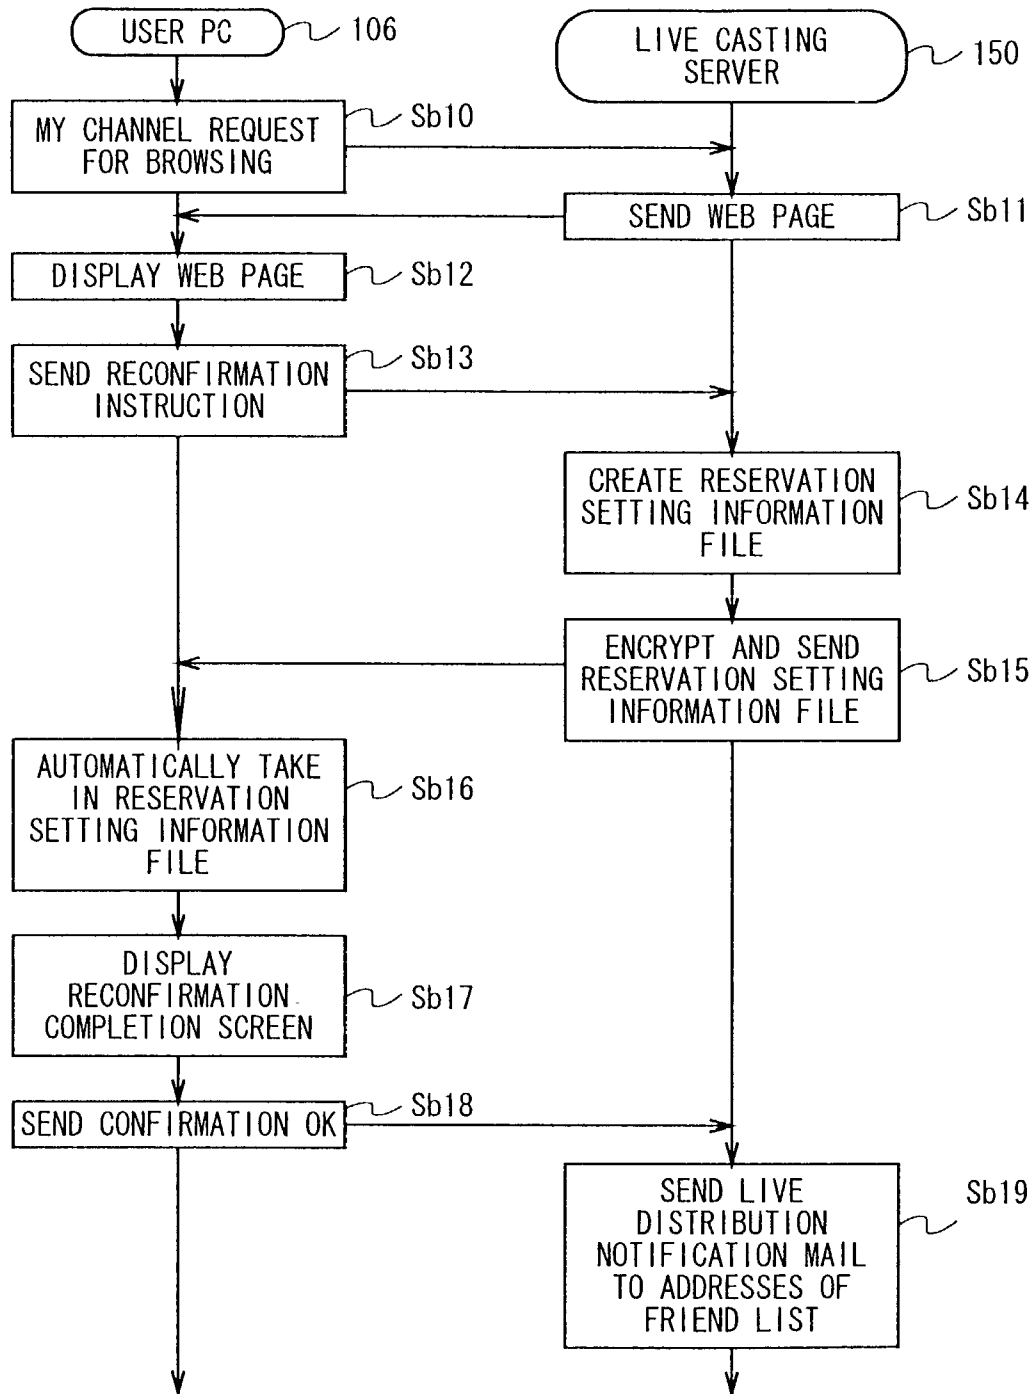 USER PC
106
LIVE CASTING
SERVER
150
MY CHANNEL REQUEST
FOR BROWSING
Sb10
SEND WEB PAGE
Sb11
DISPLAY WEB PAGE
Sb12
SEND RECONFIRMATION
INSTRUCTION
Sb13
CREATE RESERVATION
SETTING INFORMATION
FILE
Sb14
ENCRYPT AND SEND
RESERVATION SETTING
INFORMATION FILE
Sb15
AUTOMATICALLY TAKE
IN RESERVATION
SETTING INFORMATION
FILE
Sb16
DISPLAY
RECONFIRMATION
COMPLETION SCREEN
Sb17
SEND CONFIRMATION OK
Sb18
SEND LIVE
DISTRIBUTION
NOTIFICATION MAIL
TO ADDRESSES OF
FRIEND LIST
Sb19